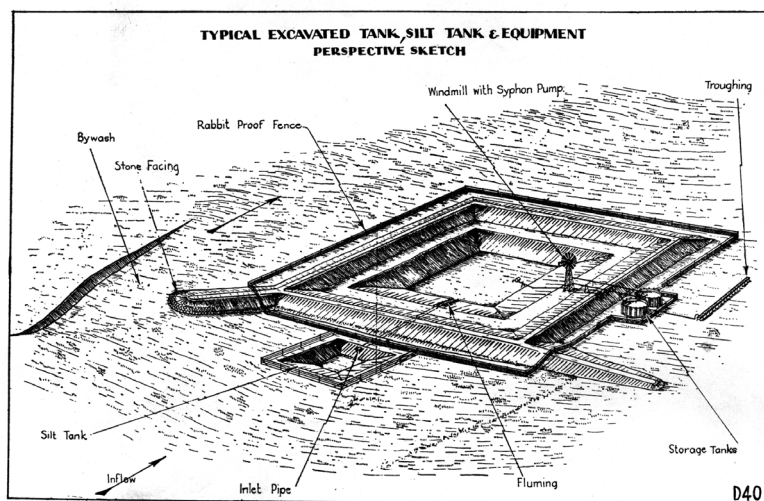 TYPICAL EXCAVATED TANK, SILT TANK & EQUIPMENT
PERSPECTIVE SKETCH
Windmill with Syphon Pump.
Troughing
Rabbit Proof Fence
Bywash
Stone Facing
Silt Tank
Storage Tanks
Inflow
Inlet Pipe
Fluming
D40